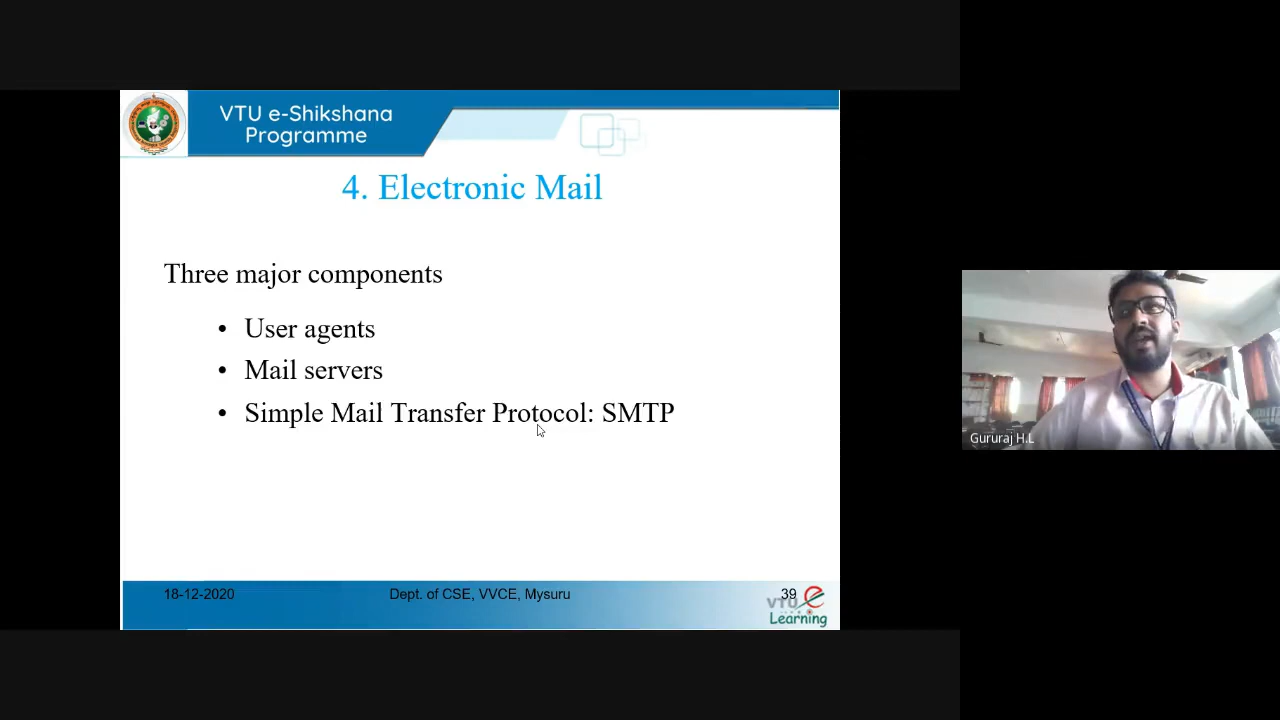 VTU e-Shikshana
Programme
4. Electronic Mail
Three major components
• User agents
• Mail servers
• Simple Mail Transfer Protocol: SMTP
Gururaj H.L
18-12-2020
Dept. of CSE, VVCE, Mysuru
39
VTU e
Learning